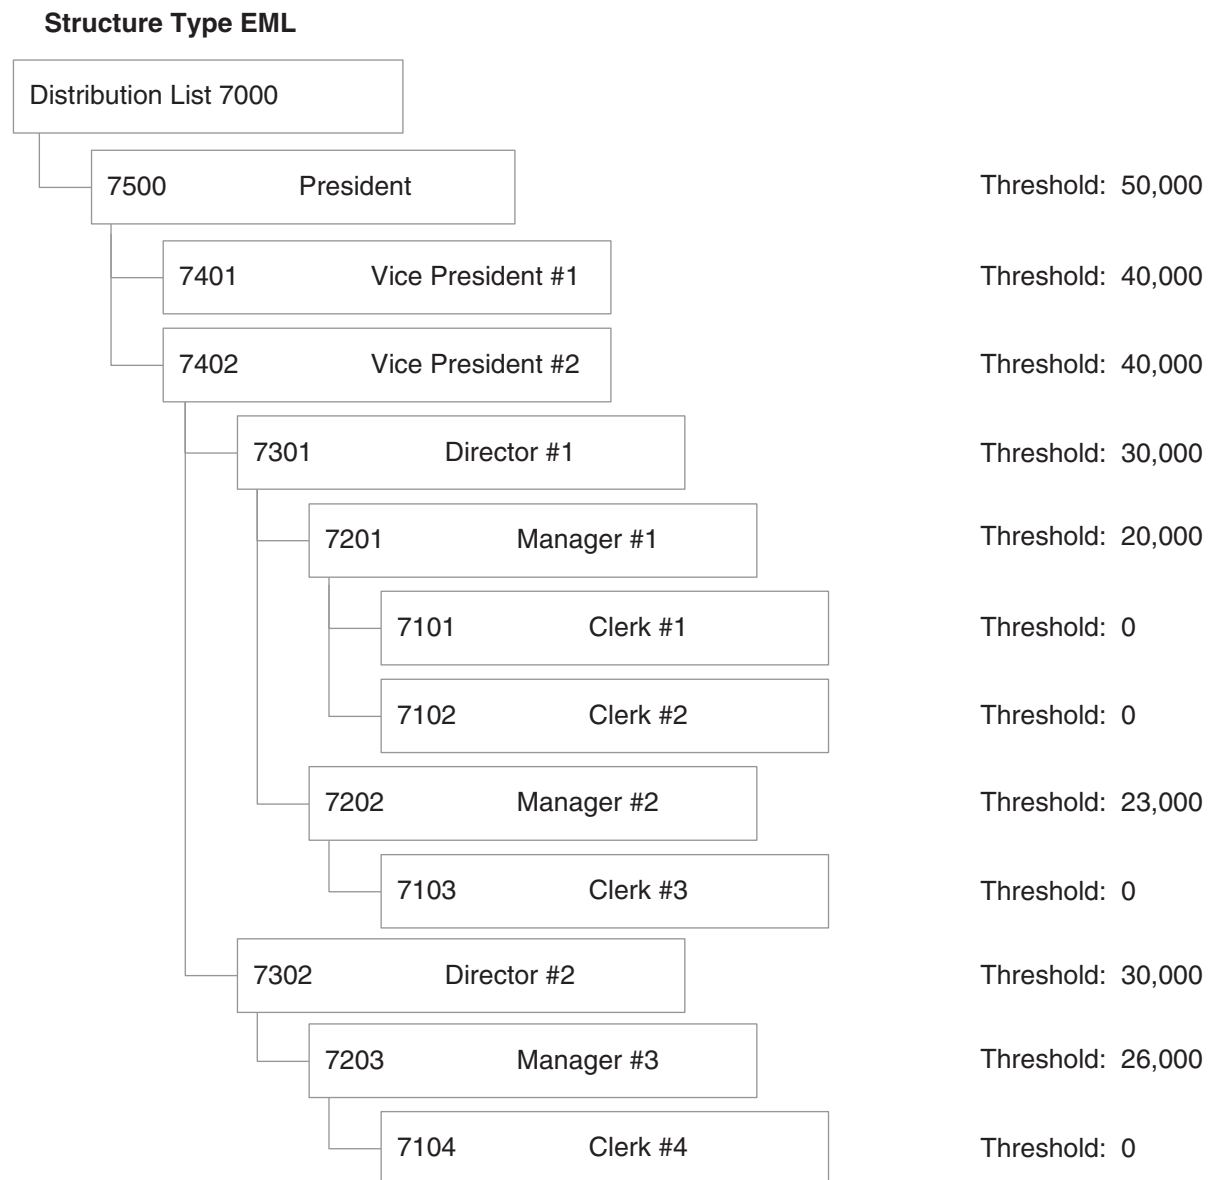 Structure Type EML
Distribution List 7000
7500 President Threshold: 50,000
7401 Vice President #1 Threshold: 40,000
7402 Vice President #2 Threshold: 40,000
7301 Director #1 Threshold: 30,000
7201 Manager #1 Threshold: 20,000
7101 Clerk #1 Threshold: 0
7102 Clerk #2 Threshold: 0
7202 Manager #2 Threshold: 23,000
7103 Clerk #3 Threshold: 0
7302 Director #2 Threshold: 30,000
7203 Manager #3 Threshold: 26,000
7104 Clerk #4 Threshold: 0